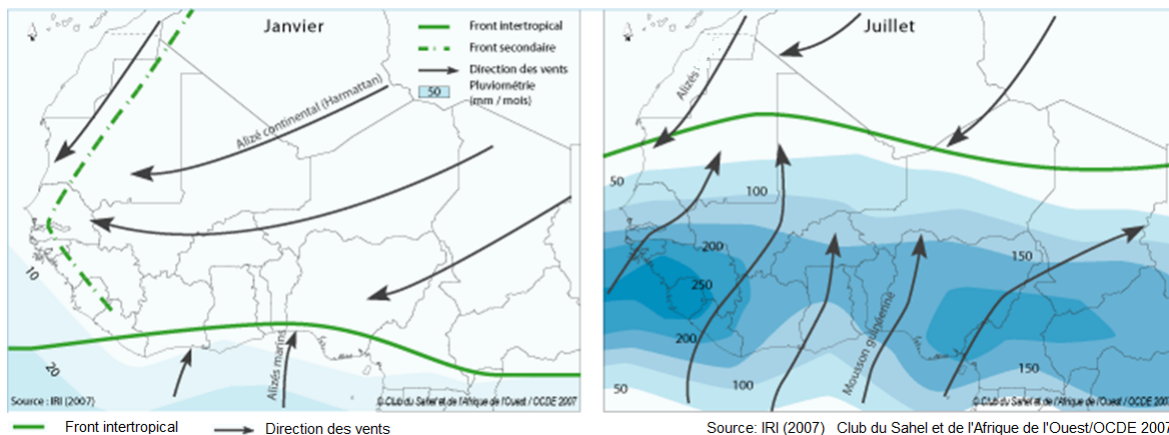 Janvier
Front intertropical
Front secondaire
Direction des vents
50
Pluviométrie
(mm / mois)
Alizé continental (Harmattan)
10
20
Alizés marins
Source : IRI (2007)
© Club du Sahel et de l'Afrique de l'Ouest / OCDE 2007
Juillet
Alizés
50
100
200
150
250
200
150
100
50
Mousson guinéenne
© Club du Sahel et de l'Afrique de l'Ouest / OCDE 2007
Front intertropical
Direction des vents
Source: IRI (2007) Club du Sahel et de l'Afrique de l'Ouest/OCDE 2007